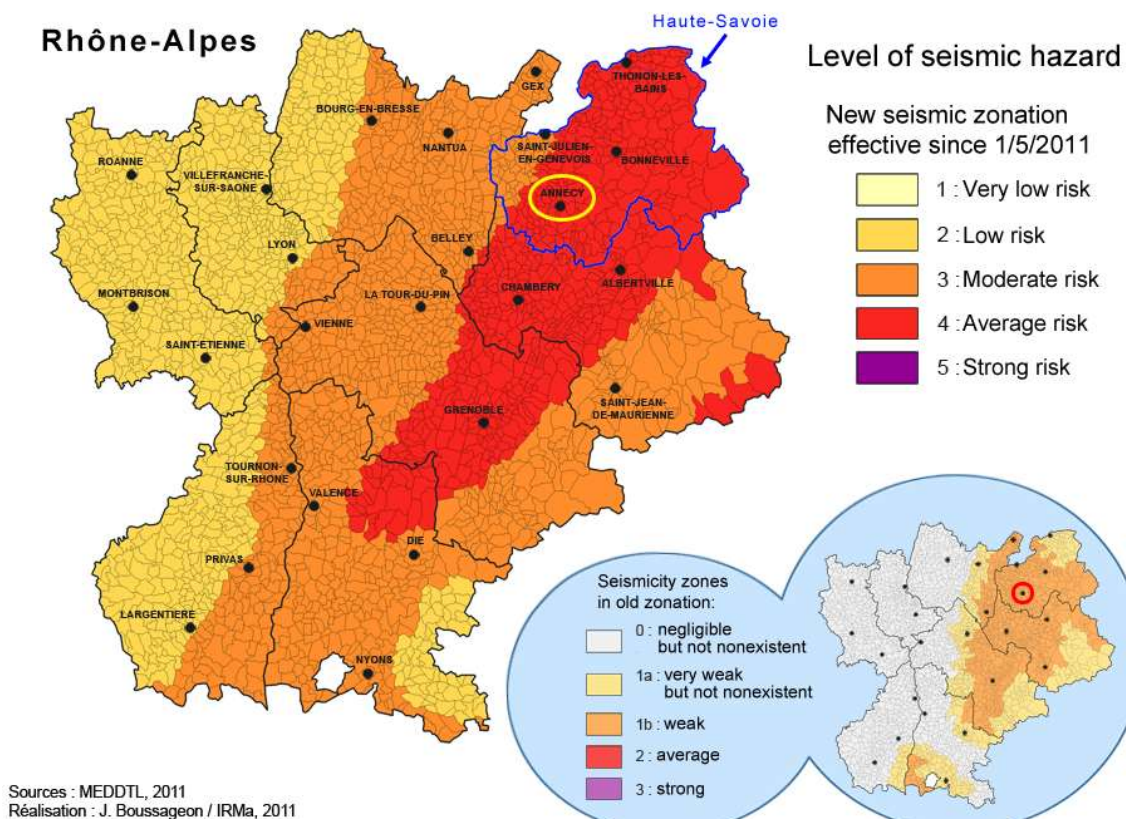 Rhône-Alpes
Haute-Savoie
THONON-LES-
BAINS
GEX
BOURG-EN-BRESSE
NANTUA
SAINT-JULIEN-
EN-GENEVOIS
BONNEVILLE
ROANNE
VILLEFRANCHE-
SUR-SAONE
ANNECY
LYON
BELLEY
ALBERTVILLE
MONTBRISON
LA TOUR-DU-PIN
CHAMBERY
VIENNE
SAINT-ETIENNE
SAINT-JEAN-
DE-MAURIENNE
GRENOBLE
TOURNON-
SUR-RHONE
VALENCE
DIE
PRIVAS
LARGENTIERE
NYONS
Level of seismic hazard
New seismic zonation
effective since 1/5/2011
1 : Very low risk
2 : Low risk
3 : Moderate risk
4 : Average risk
5 : Strong risk
Seismicity zones
in old zonation:
0 : negligible
but not nonexistent
1a : very weak
but not nonexistent
1b : weak
2 : average
3 : strong
Sources : MEDDTL, 2011
Réalisation : J. Boussageon / IRMa, 2011